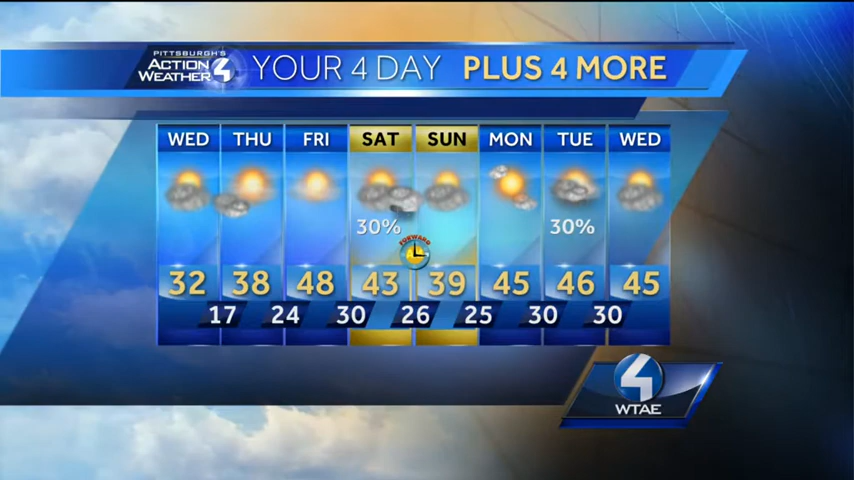 PITTSBURGH'S
ACTION
WEATHER 4
YOUR 4 DAY PLUS 4 MORE
WED THU FRI SAT SUN MON TUE WED
30% 30%
FORWARD
32 38 48 43 39 45 46 45
17 24 30 26 25 30 30
4
WTAE